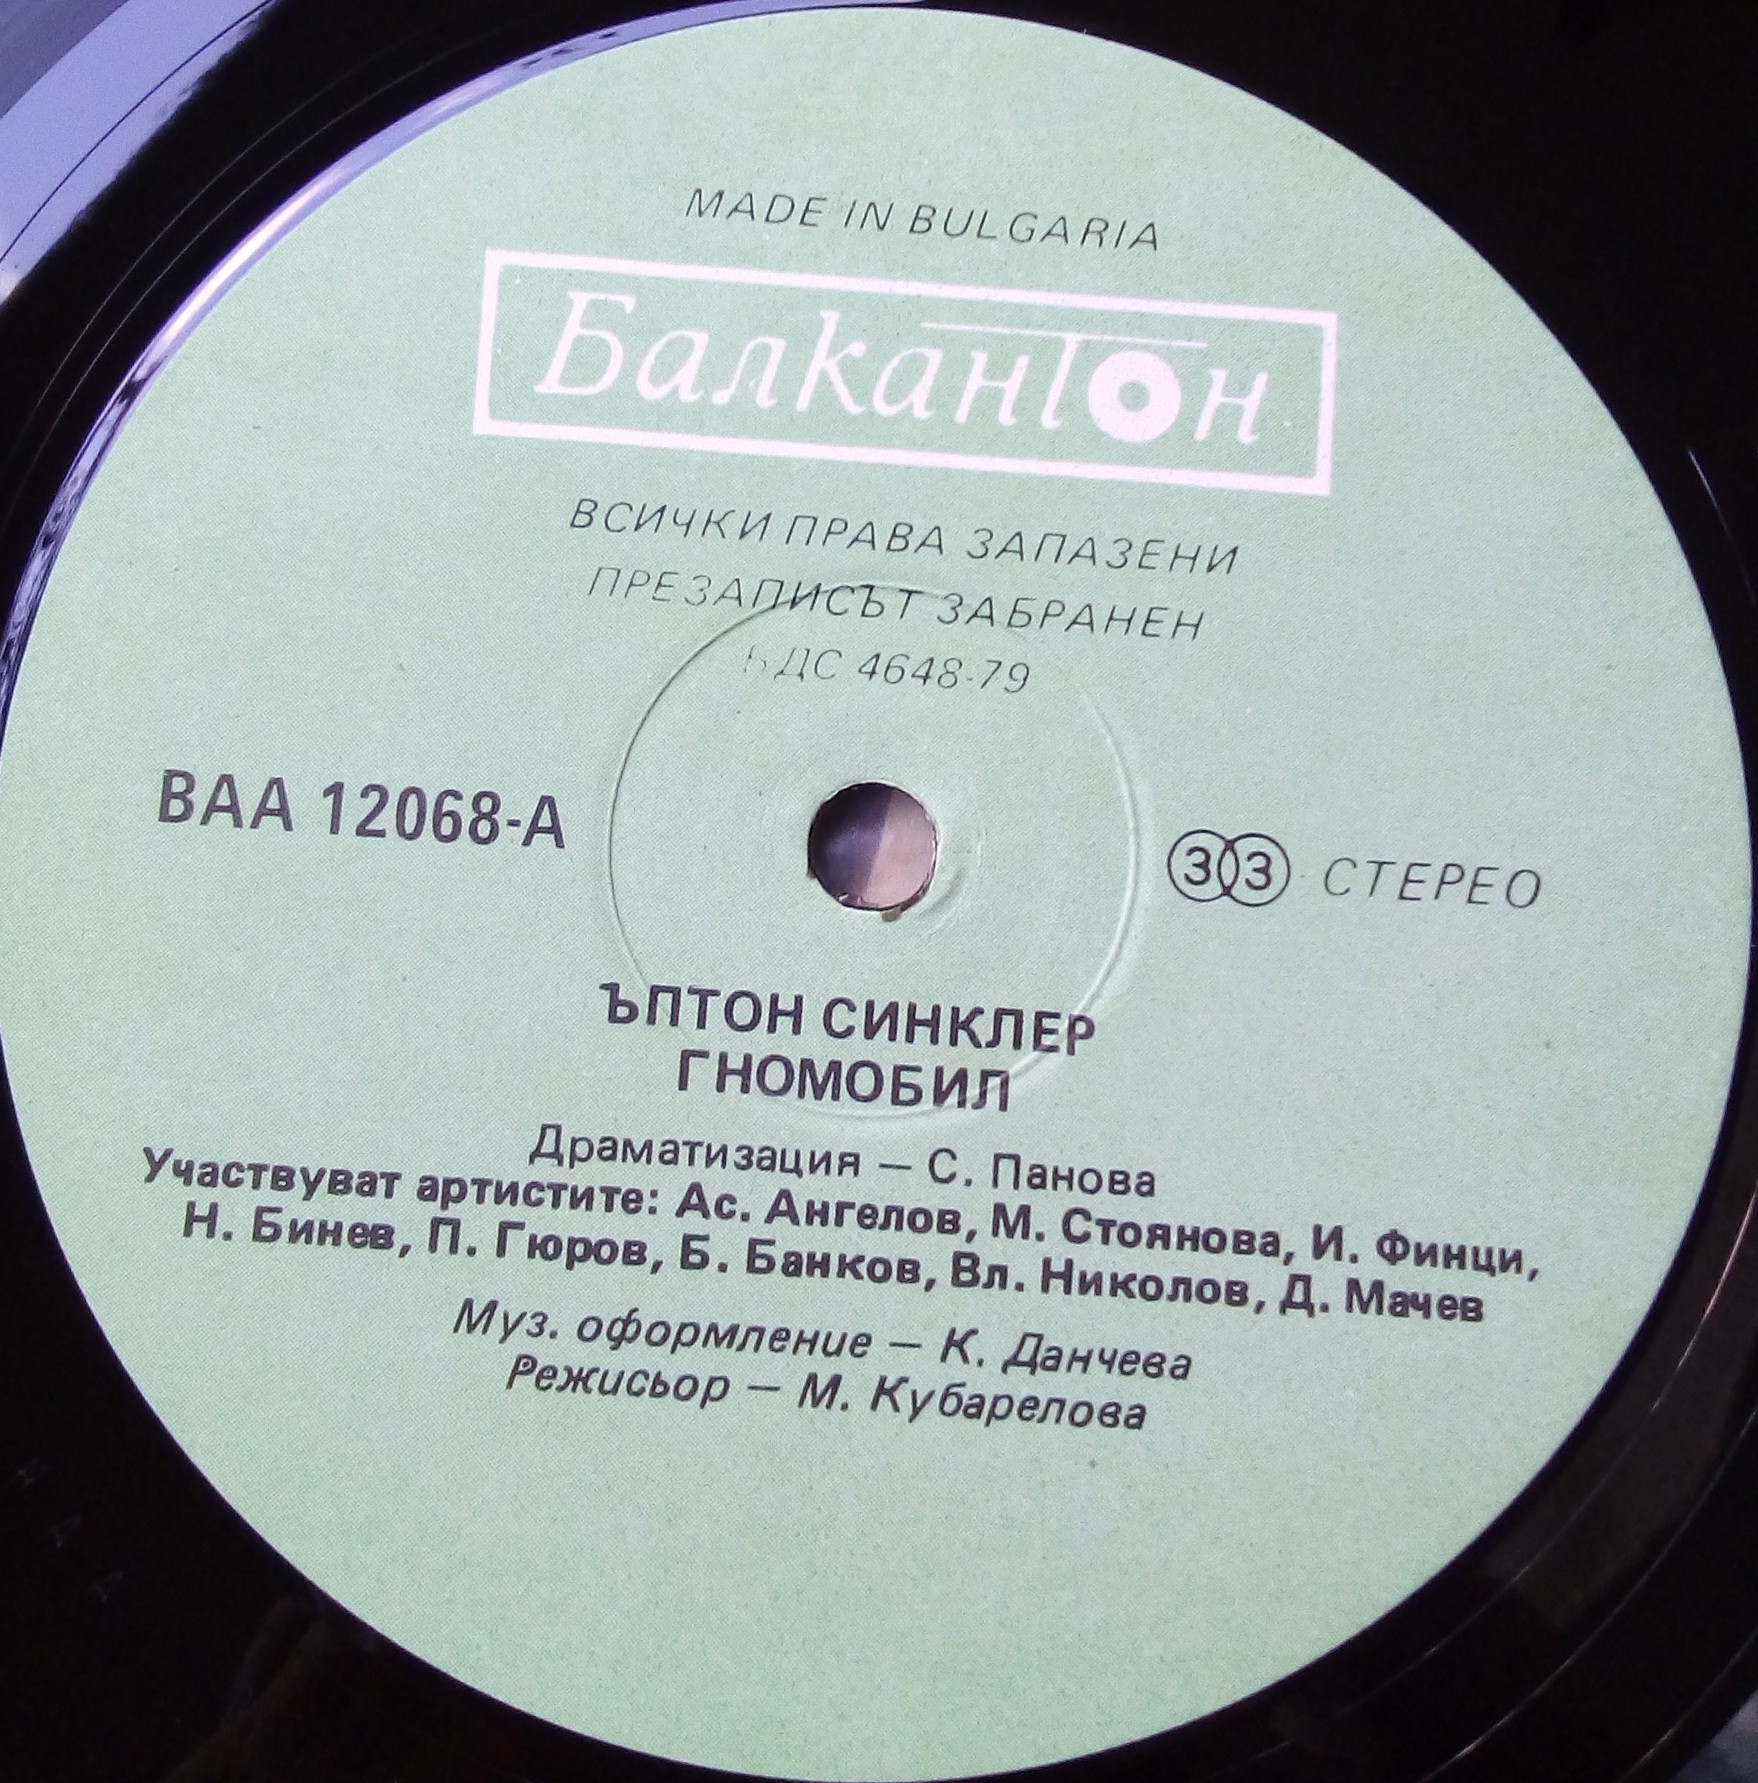 MADE IN BULGARIA
Балкантон
ВСИЧКИ ПРАВА ЗАПАЗЕНИ
ПРЕЗАПИСЪТ ЗАБРАНЕН
БДС 4648-79
ВАА 12068-А
33 СТЕРЕО
ЪПТОН СИНКЛЕР
ГНОМОБИЛ
Драматизация — С. Панова
Участвуват артистите: Ас. Ангелов, М. Стоянова, И. Финци,
Н. Бинев, П. Гюров, Б. Банков, Вл. Николов, Д. Мачев
Муз. оформление — К. Данчева
Режисьор — М. Кубарелова